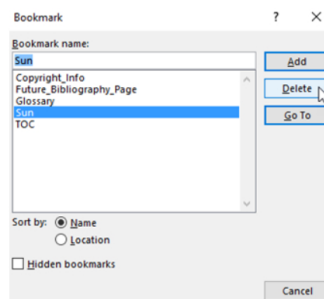 Bookmark ? ×
Bookmark name:
Sun
Add
Copyright_Info
Future_Bibliography_Page
Glossary
Sun
TOC
Delete
Go To
Sort by: Name
Location
Hidden bookmarks
Cancel